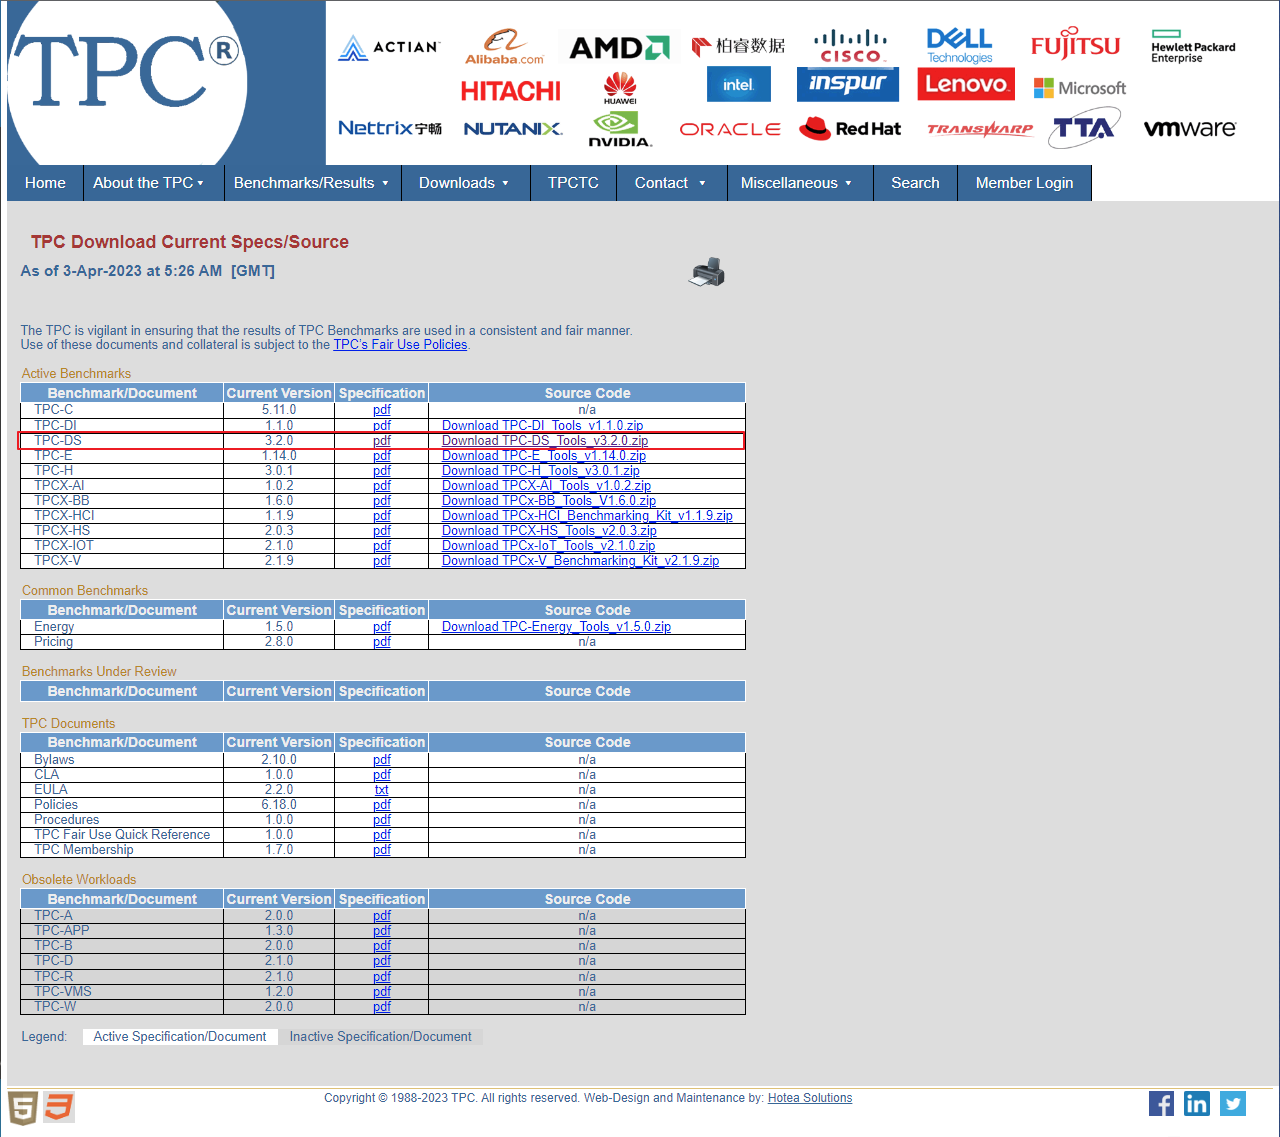 TPC®
ACTIAN Alibaba.com AMD 柏睿数据 CISCO DELL Technologies FUJITSU Hewlett Packard Enterprise
HITACHI HUAWEI intel inspur Lenovo Microsoft
Nettrix宁畅 NUTANIX NVIDIA ORACLE Red Hat TRANSWARP TTA vmware
Home About the TPC Benchmarks/Results Downloads TPCTC Contact Miscellaneous Search Member Login
TPC Download Current Specs/Source
As of 3-Apr-2023 at 5:26 AM [GMT]
The TPC is vigilant in ensuring that the results of TPC Benchmarks are used in a consistent and fair manner.
Use of these documents and collateral is subject to the TPC's Fair Use Policies.
Active Benchmarks
Benchmark/Document Current Version Specification Source Code
TPC-C 5.11.0 pdf n/a
TPC-DI 1.1.0 pdf Download TPC-DI_Tools_v1.1.0.zip
TPC-DS 3.2.0 pdf Download TPC-DS_Tools_v3.2.0.zip
TPC-E 1.14.0 pdf Download TPC-E_Tools_v1.14.0.zip
TPC-H 3.0.1 pdf Download TPC-H_Tools_v3.0.1.zip
TPCX-AI 1.0.2 pdf Download TPCX-AI_Tools_v1.0.2.zip
TPCX-BB 1.6.0 pdf Download TPCx-BB_Tools_V1.6.0.zip
TPCX-HCI 1.1.9 pdf Download TPCx-HCI_Benchmarking_Kit_v1.1.9.zip
TPCX-HS 2.0.3 pdf Download TPCX-HS_Tools_v2.0.3.zip
TPCX-IOT 2.1.0 pdf Download TPCx-IoT_Tools_v2.1.0.zip
TPCX-V 2.1.9 pdf Download TPCx-V_Benchmarking_Kit_v2.1.9.zip
Common Benchmarks
Benchmark/Document Current Version Specification Source Code
Energy 1.5.0 pdf Download TPC-Energy_Tools_v1.5.0.zip
Pricing 2.8.0 pdf n/a
Benchmarks Under Review
Benchmark/Document Current Version Specification Source Code
TPC Documents
Benchmark/Document Current Version Specification Source Code
Bylaws 2.10.0 pdf n/a
CLA 1.0.0 pdf n/a
EULA 2.2.0 txt n/a
Policies 6.18.0 pdf n/a
Procedures 1.0.0 pdf n/a
TPC Fair Use Quick Reference 1.0.0 pdf n/a
TPC Membership 1.7.0 pdf n/a
Obsolete Workloads
Benchmark/Document Current Version Specification Source Code
TPC-A 2.0.0 pdf n/a
TPC-APP 1.3.0 pdf n/a
TPC-B 2.0.0 pdf n/a
TPC-D 2.1.0 pdf n/a
TPC-R 2.1.0 pdf n/a
TPC-VMS 1.2.0 pdf n/a
TPC-W 2.0.0 pdf n/a
Legend: Active Specification/Document Inactive Specification/Document
Copyright © 1988-2023 TPC. All rights reserved. Web-Design and Maintenance by: Hotea Solutions